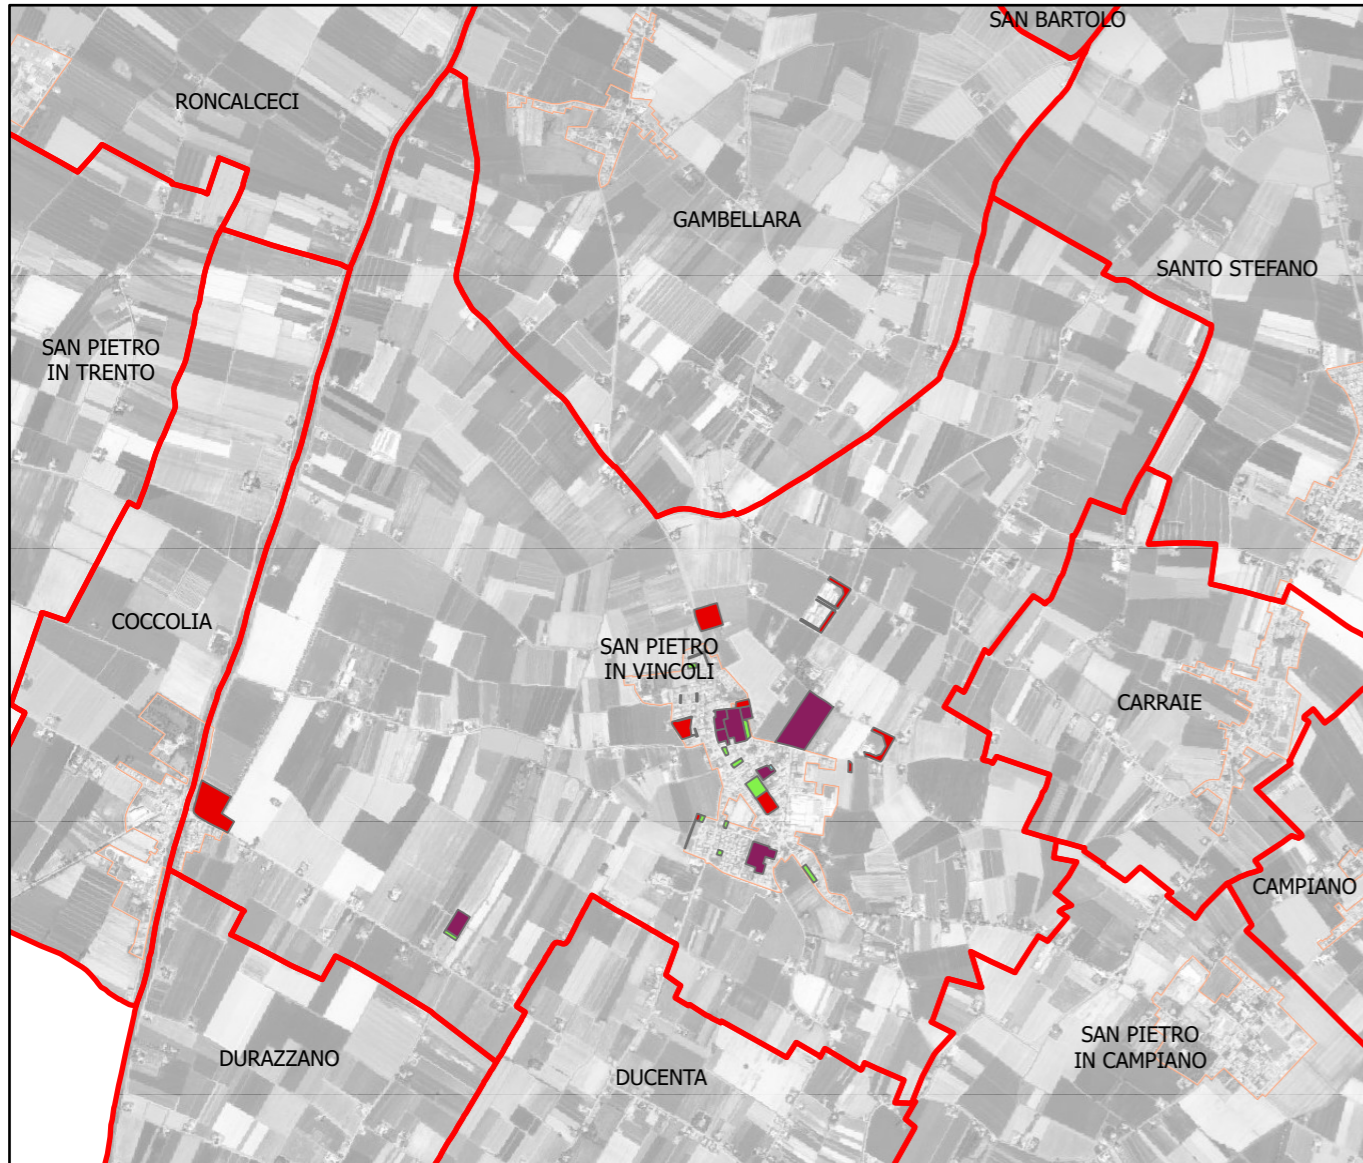 SAN BARTOLO
RONCALCECI
GAMBELLARA
SANTO STEFANO
SAN PIETRO
IN TRENTO
COCCOLIA
SAN PIETRO
IN VINCOLI
CARRAIE
CAMPIANO
SAN PIETRO
IN CAMPIANO
DURAZZANO
DUCENTA